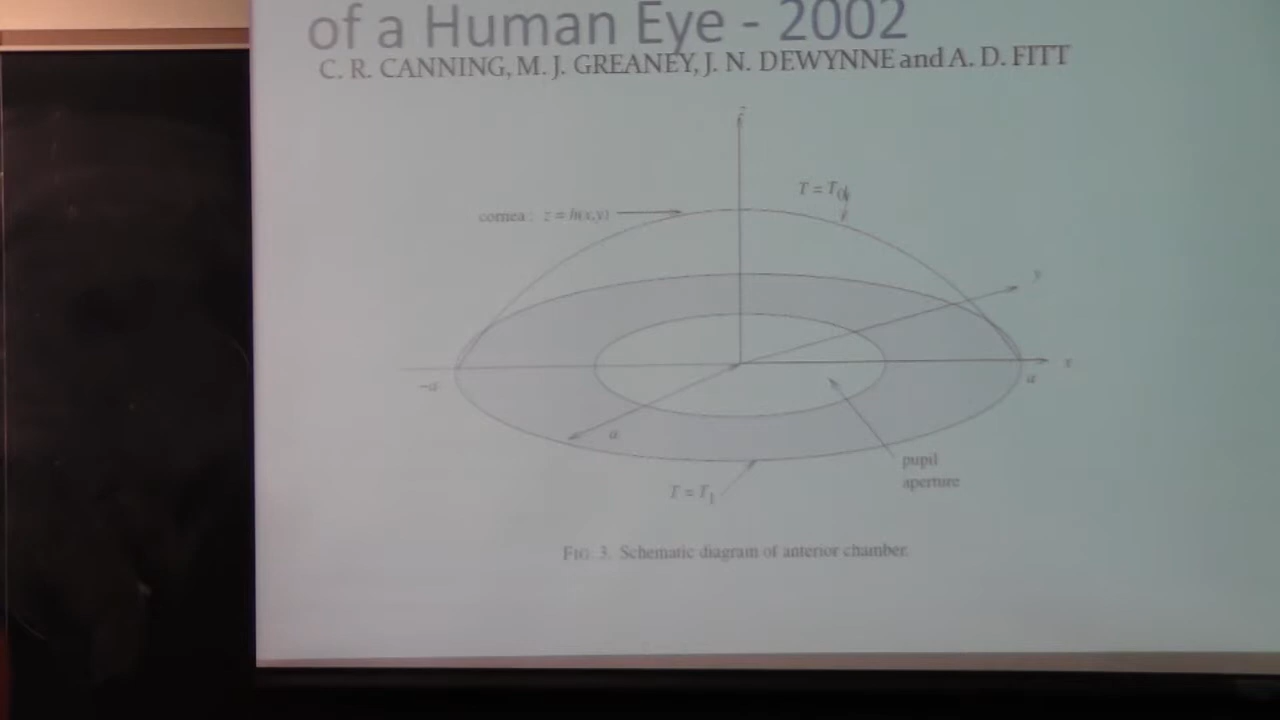 of a Human Eye - 2002
C. R. CANNING, M. J. GREANEY, J. N. DEWYNNE and A. D. FITT
z
T = T0
cornea : z = h(x,y)
y
x
-a
a
a
pupil
aperture
T = T1
FIG. 3. Schematic diagram of anterior chamber.